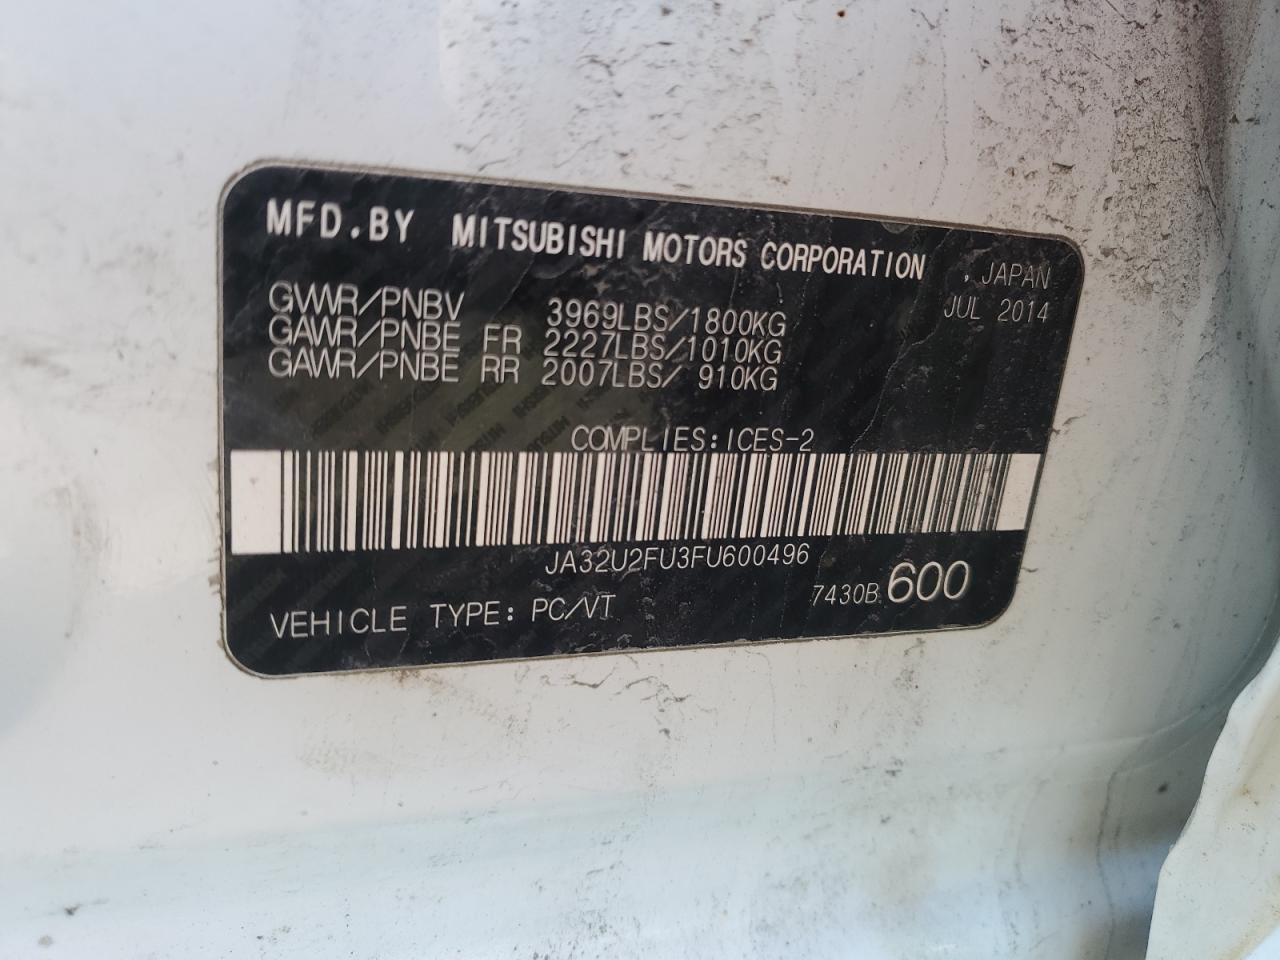 MFD.BY MITSUBISHI MOTORS CORPORATION , JAPAN
JUL 2014
GVWR/PNBV 3969LBS/1800KG
GAWR/PNBE FR 2227LBS/1010KG
GAWR/PNBE RR 2007LBS/ 910KG
COMPLIES:ICES-2
JA32U2FU3FU600496
7430B 600
VEHICLE TYPE: PC/VT